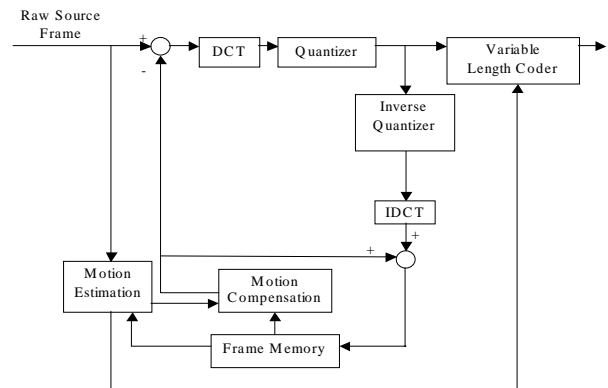 Raw Source
Frame
+
-
DCT
Quantizer
Variable
Length Coder
Inverse
Quantizer
IDCT
+
+
Motion
Estimation
Motion
Compensation
Frame Memory